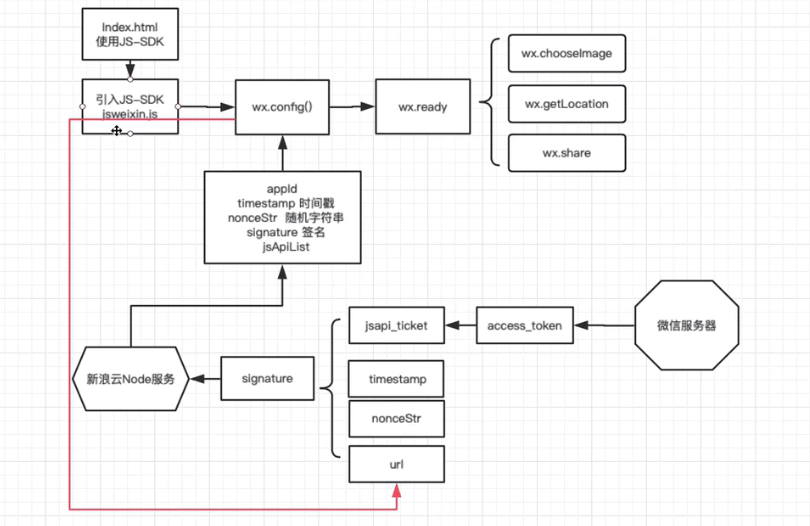 Index.html
使用JS-SDK
引入JS-SDK
jsweixin.js
wx.config()
wx.ready
wx.chooseImage
wx.getLocation
wx.share
appId
timestamp 时间戳
nonceStr 随机字符串
signature 签名
jsApiList
jsapi_ticket
access_token
微信服务器
新浪云Node服务
signature
timestamp
nonceStr
url